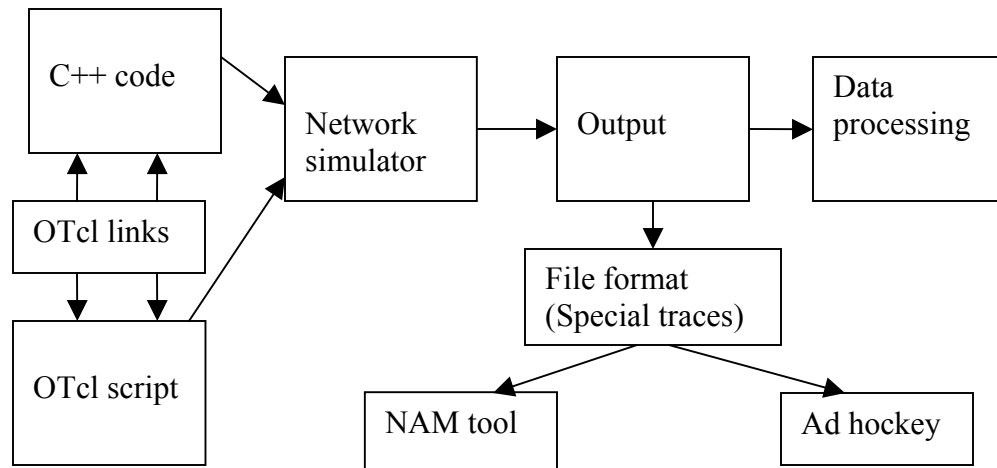 C++ code
Network
simulator
Output
Data
processing
OTcl links
File format
(Special traces)
OTcl script
NAM tool
Ad hockey